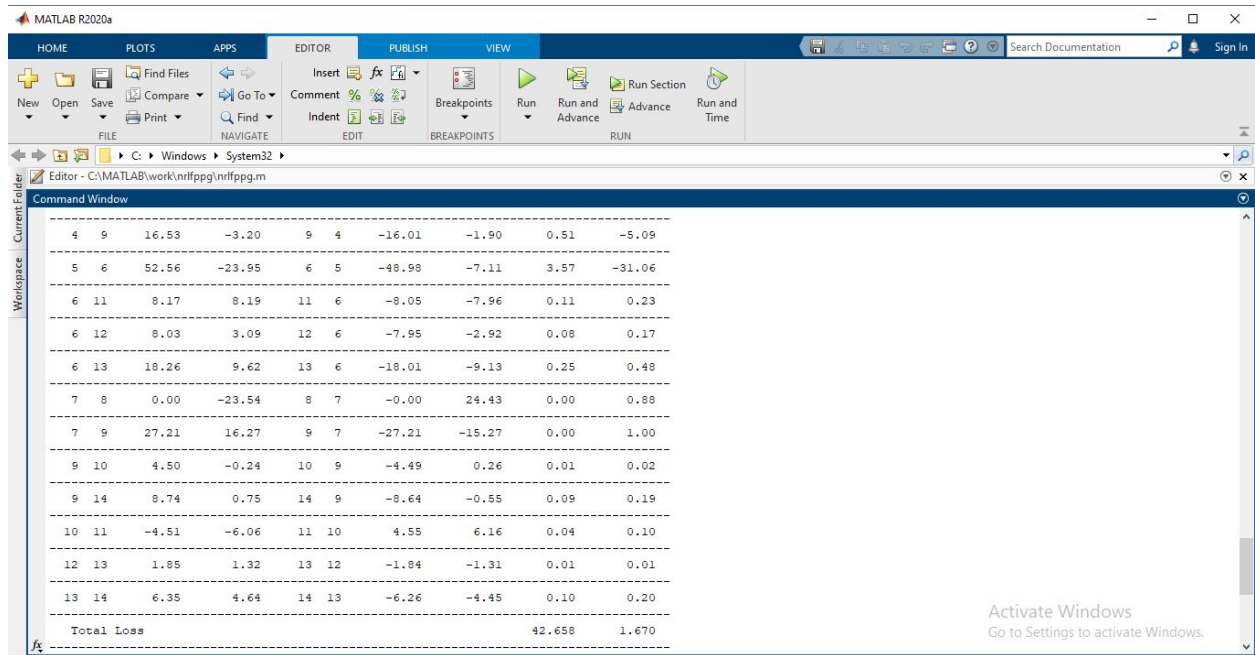 MATLAB R2020a
HOME PLOTS APPS EDITOR PUBLISH VIEW Search Documentation Sign In
New Open Save Find Files Compare Print Go To Find Insert fx Comment % Indent Breakpoints Run Run and Advance Run Section Advance Run and Time
FILE NAVIGATE EDIT BREAKPOINTS RUN
C: Windows System32
Editor - C:\MATLAB\work\nrlfppg\nrlfppg.m
Current Folder
Workspace
Command Window
4 9 16.53 -3.20 9 4 -16.01 -1.90 0.51 -5.09
5 6 52.56 -23.95 6 5 -48.98 -7.11 3.57 -31.06
6 11 8.17 8.19 11 6 -8.05 -7.96 0.11 0.23
6 12 8.03 3.09 12 6 -7.95 -2.92 0.08 0.17
6 13 18.26 9.62 13 6 -18.01 -9.13 0.25 0.48
7 8 0.00 -23.54 8 7 -0.00 24.43 0.00 0.88
7 9 27.21 16.27 9 7 -27.21 -15.27 0.00 1.00
9 10 4.50 -0.24 10 9 -4.49 0.26 0.01 0.02
9 14 8.74 0.75 14 9 -8.64 -0.55 0.09 0.19
10 11 -4.51 -6.06 11 10 4.55 6.16 0.04 0.10
12 13 1.85 1.32 13 12 -1.84 -1.31 0.01 0.01
13 14 6.35 4.64 14 13 -6.26 -4.45 0.10 0.20
Total Loss 42.658 1.670
fx
Activate Windows
Go to Settings to activate Windows.